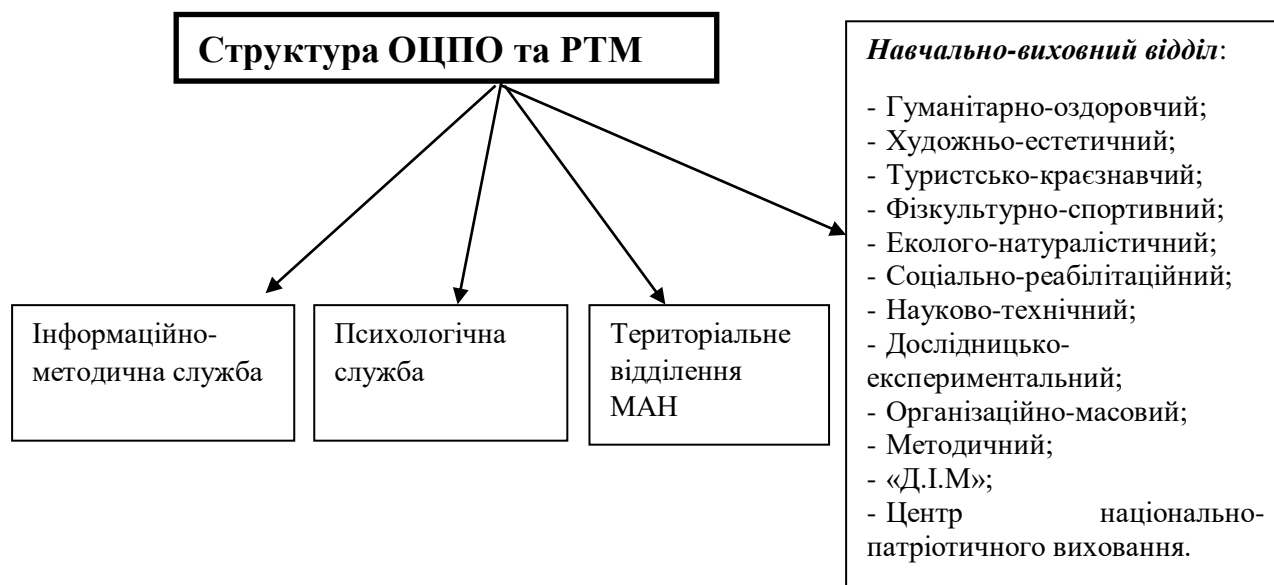 Структура ОЦПО та РТМ
Інформаційно-
методична служба
Психологічна
служба
Територіальне
відділення
МАН
Навчально-виховний відділ:
- Гуманітарно-оздоровчий;
- Художньо-естетичний;
- Туристсько-краєзнавчий;
- Фізкультурно-спортивний;
- Еколого-натуралістичний;
- Соціально-реабілітаційний;
- Науково-технічний;
- Дослідницько-
експериментальний;
- Організаційно-масовий;
- Методичний;
- «Д.І.М»;
- Центр національно-
патріотичного виховання.